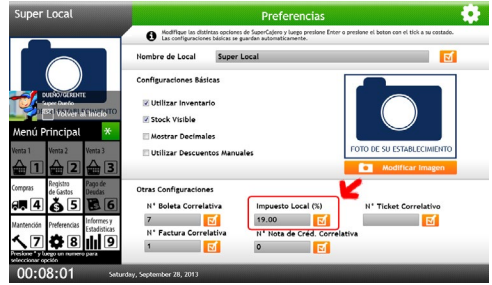 Super Local
Preferencias
Modifique las distintas opciones de SuperCajero y luego presione Enter o presione el boton con el tick a su costado.
Las configuraciones básicas se guardan automaticamente.
Nombre de Local
Super Local
Configuraciones Básicas
Utilizar Inventario
Stock Visible
Mostrar Decimales
Utilizar Descuentos Manuales
FOTO DE SU ESTABLECIMIENTO
Modificar Imagen
DUEÑO/GERENTE
Super Dueño
ESC
Volver al Inicio
Menú Principal
*
Venta 1
Venta 2
Venta 3
1
2
3
Compras
Registro de Gastos
Pago de Deudas
4
5
6
Mantención
Preferencias
Informes y Estadísticas
7
8
9
Presione * y luego un numero para
seleccionar opción
Otras Configuraciones
N° Boleta Correlativa
Impuesto Local (%)
N° Ticket Correlativo
7
19.00
N° Factura Correlativa
N° Nota de Créd. Correlativa
1
0
00:08:01
Saturday, September 28, 2013